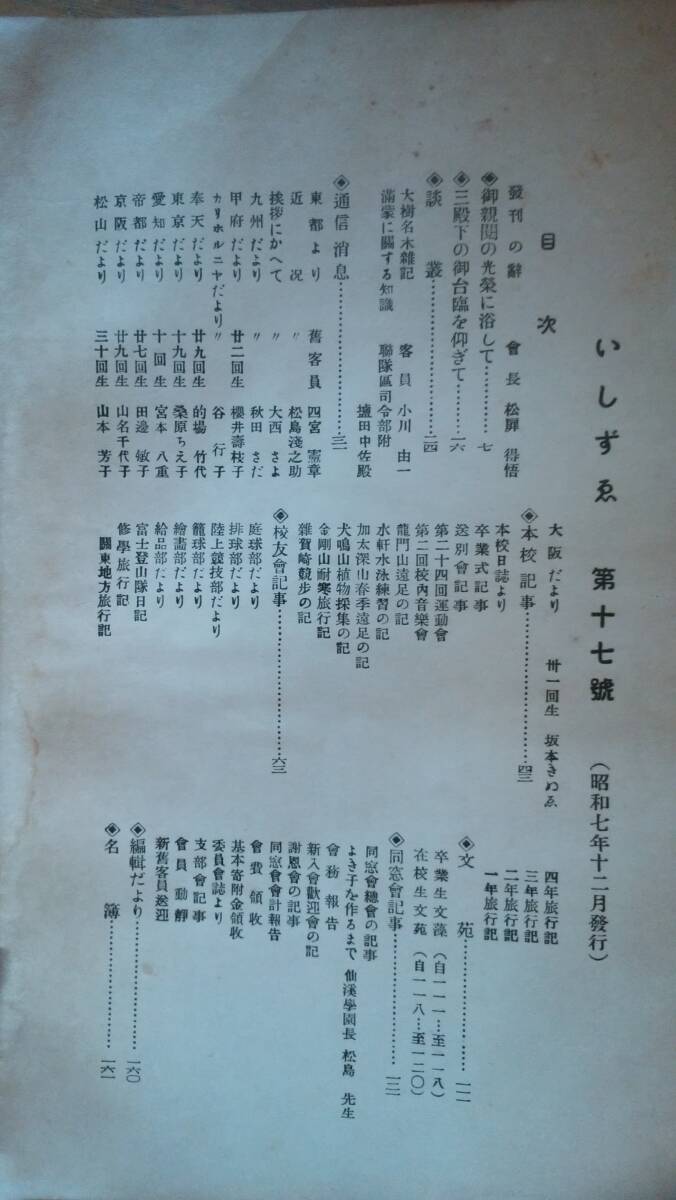 いしずゑ 第十七號 (昭和七年十二月發行)
目次
發刊の辭 會長 松屛得悟
◈御親閲の光榮に浴して……七
◈三殿下の御台臨を仰ぎて……一六
◈談叢……二四
大樹名木雜記 客員 小川由一
滿蒙に關する知識 聯隊區司令部附 壚田中佐殿
◈通信消息……三一
東都より 舊客員 四宮憲章
近況 〃 松島淺之助
挨拶にかへて 〃 大西さよ
九州だより 〃 秋田さだ
甲府だより 廿二回生 櫻井壽枝子
カリホルニヤだより 〃 谷行子
奉天だより 廿九回生 的場竹代
東京だより 十九回生 桑原ちえ子
愛知だより 十回生 宮本八重
帝都だより 廿七回生 田邊敏子
京阪だより 廿九回生 山名千代子
松山だより 三十回生 山本芳子
大阪だより 卅一回生 坂本きぬゑ
◈本校記事……四三
本校日誌より
卒業式記事
送別會記事
第二十四回運動會
第二回校內音樂會
龍門山遠足の記
水軒水泳練習の記
加太深山春季遠足の記
犬鳴山植物採集の記
金剛山耐寒旅行記
雜賀崎競步の記
◈校友會記事……六三
庭球部だより
排球部だより
陸上競技部だより
籠球部だより
繪畵部だより
給品部だより
富士登山隊日記
修學旅行記
關東地方旅行記
四年旅行記
三年旅行記
二年旅行記
一年旅行記
◈文苑……一一一
卒業生文藻(自一一一…至一一八)
在校生文苑(自一一八…至一二〇)
◈同窓會記事……一三一
同窓會總會の記事
よき子を作るまで 仙溪學園長 松島先生
會務報告
新入會歡迎會の記
謝恩會の記事
同窓會會計報告
會費領收
基本寄附金領收
委員會誌より
支部會記事
會員動靜
新舊客員送迎
◈編輯だより……一六〇
◈名簿……一六一